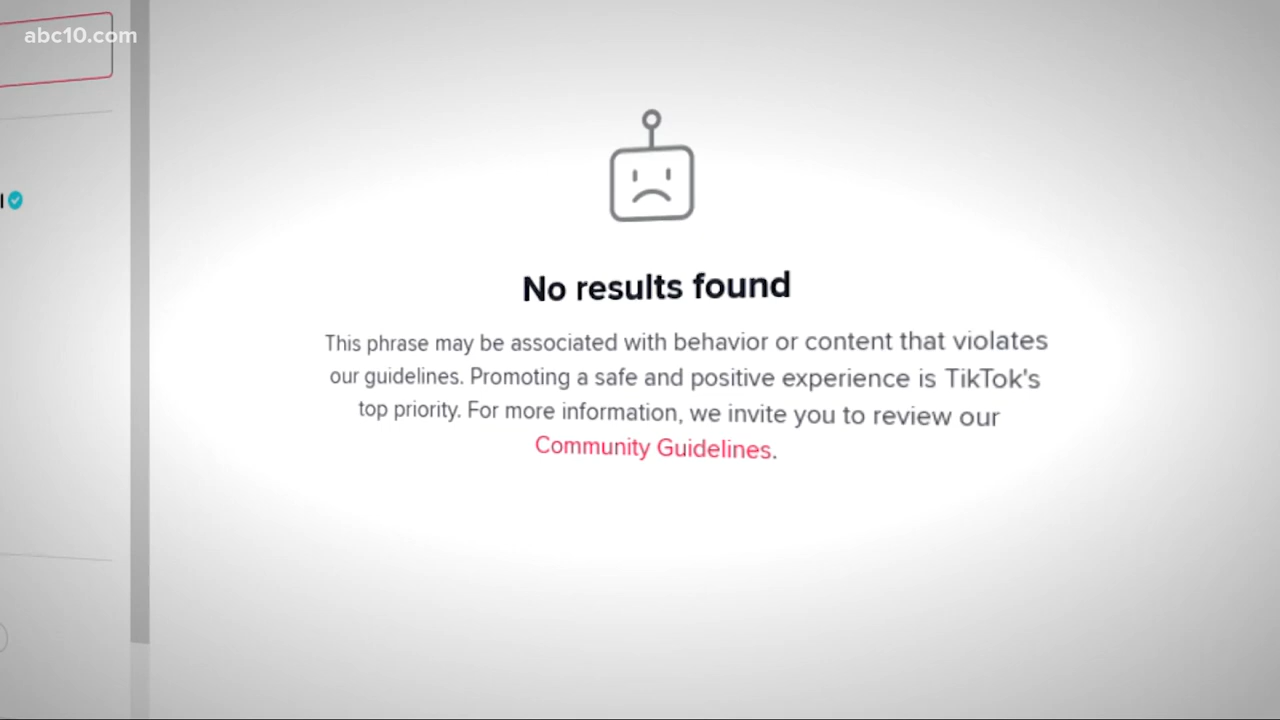 abc10.com
No results found
This phrase may be associated with behavior or content that violates
our guidelines. Promoting a safe and positive experience is TikTok's
top priority. For more information, we invite you to review our
Community Guidelines.